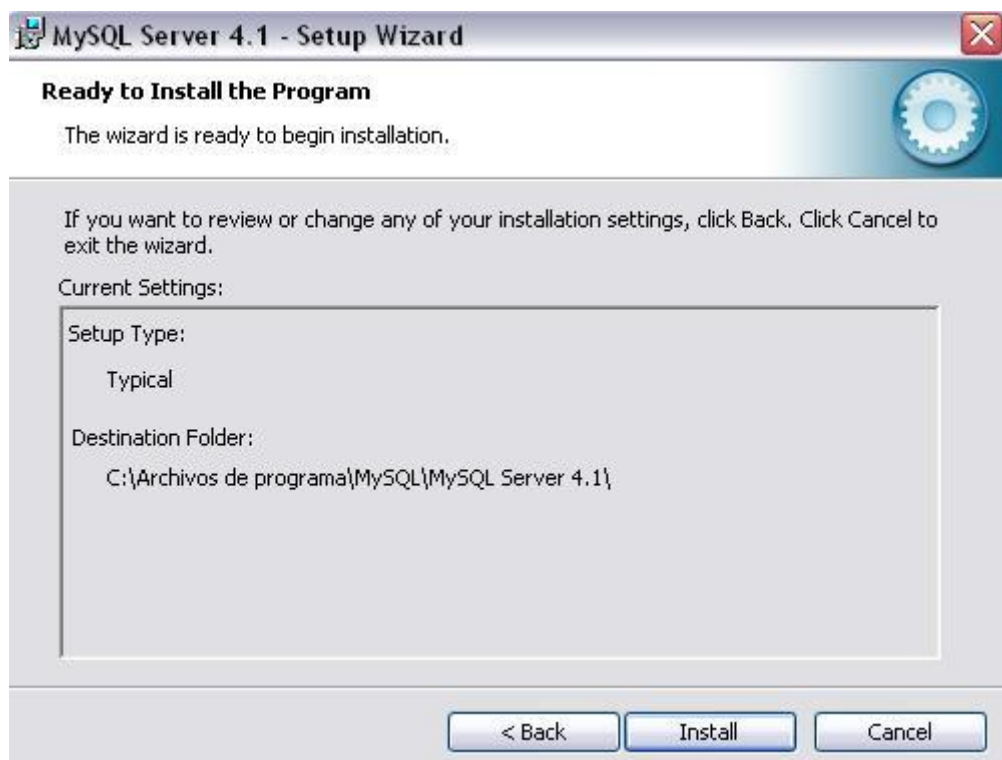 MySQL Server 4.1 - Setup Wizard
Ready to Install the Program
The wizard is ready to begin installation.
If you want to review or change any of your installation settings, click Back. Click Cancel to
exit the wizard.
Current Settings:
Setup Type:
Typical
Destination Folder:
C:\Archivos de programa\MySQL\MySQL Server 4.1\
< Back
Install
Cancel